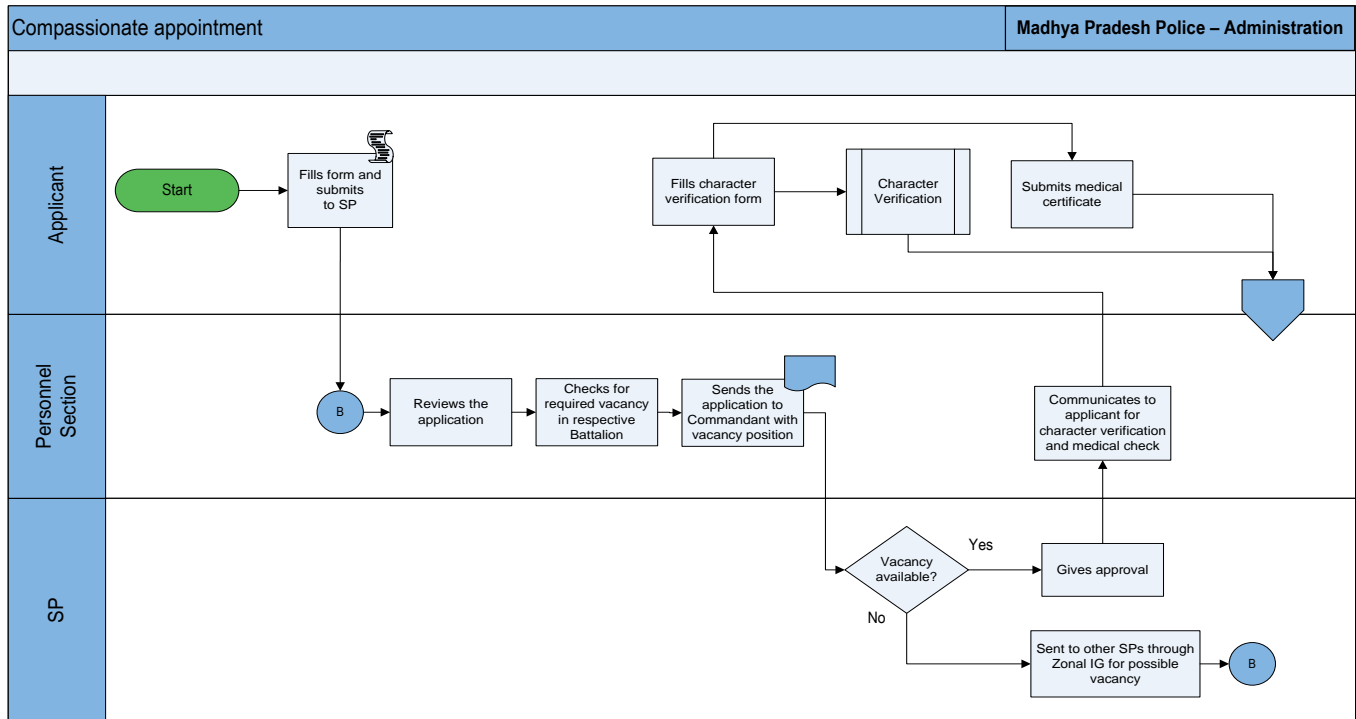 Compassionate appointment
Madhya Pradesh Police – Administration
Applicant
Start
Fills form and
submits
to SP
Fills character
verification form
Character
Verification
Submits medical
certificate
Personnel
Section
B
Reviews the
application
Checks for
required vacancy
in respective
Battalion
Sends the
application to
Commandant with
vacancy position
Communicates to
applicant for
character verification
and medical check
SP
Vacancy
available?
Yes
No
Gives approval
Sent to other SPs through
Zonal IG for possible
vacancy
B